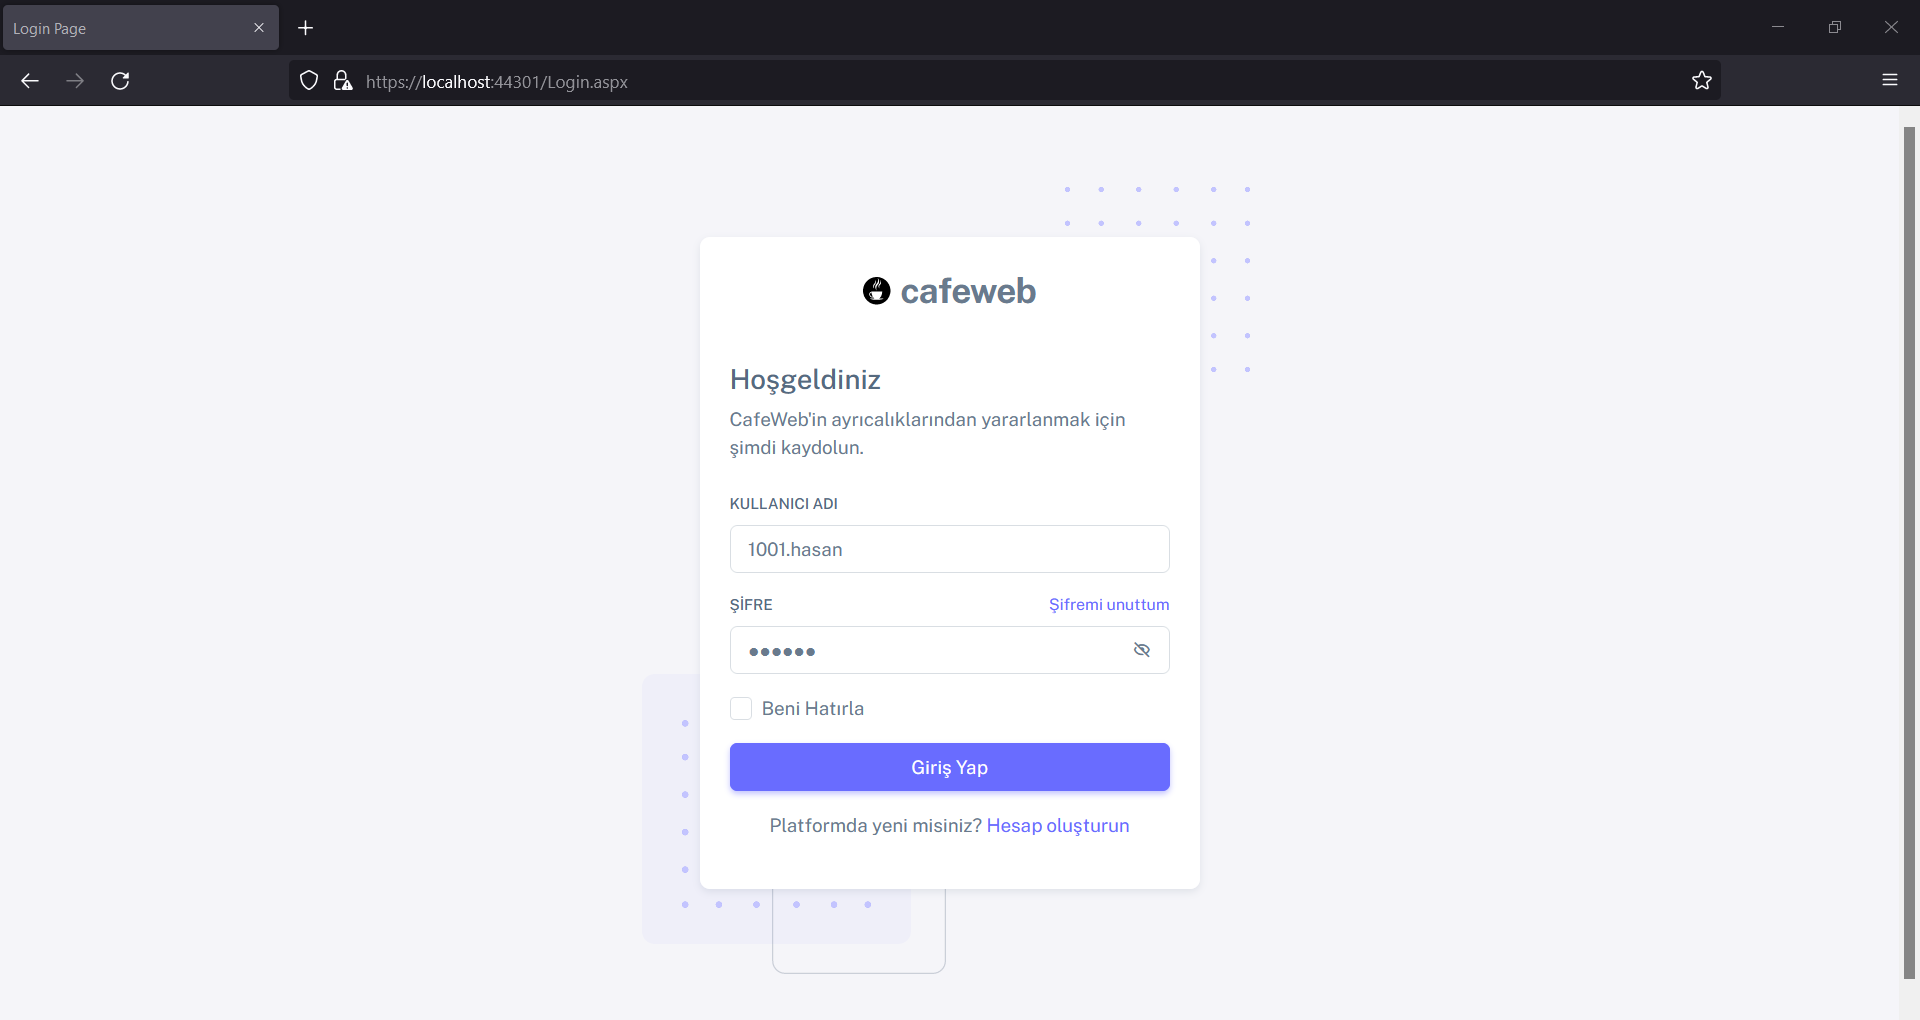 Login Page
https://localhost:44301/Login.aspx
cafeweb
Hoşgeldiniz
CafeWeb'in ayrıcalıklarından yararlanmak için
şimdi kaydolun.
KULLANICI ADI
1001.hasan
ŞİFRE Şifremi unuttum
●●●●●●
Beni Hatırla
Giriş Yap
Platformda yeni misiniz? Hesap oluşturun